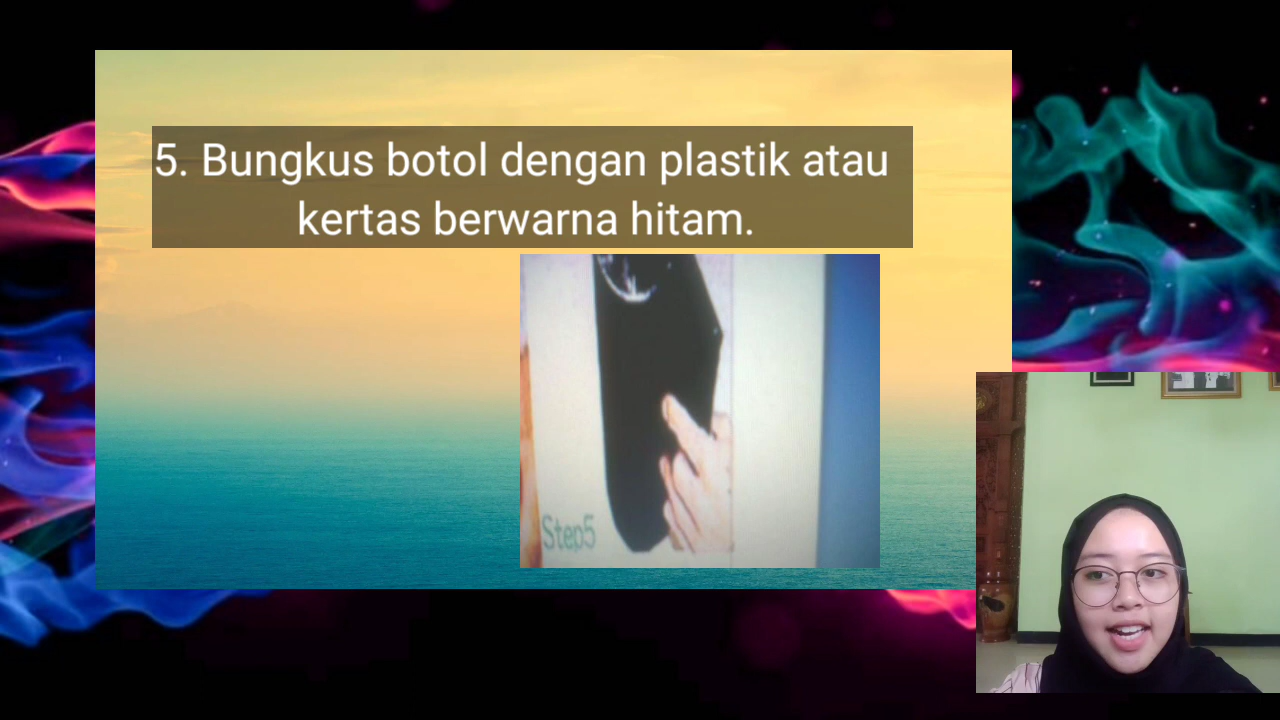 5. Bungkus botol dengan plastik atau
kertas berwarna hitam.
Step5